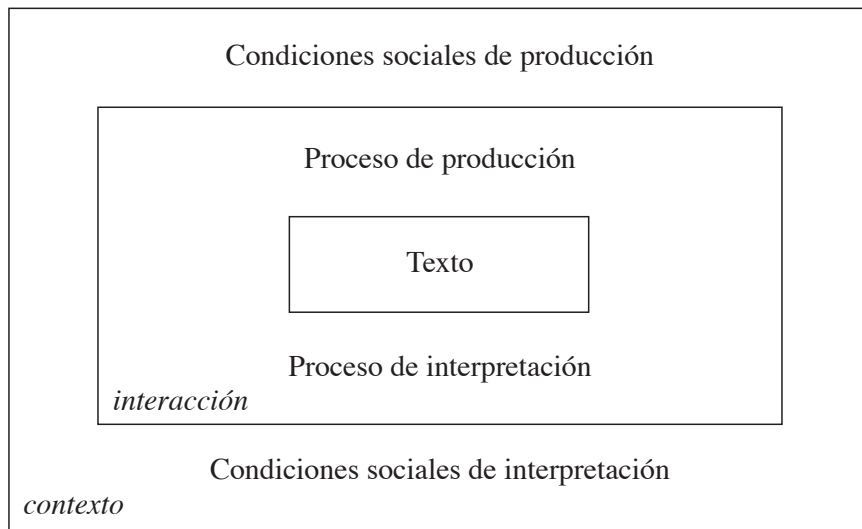 Condiciones sociales de producción
Proceso de producción
Texto
Proceso de interpretación
interacción
Condiciones sociales de interpretación
contexto